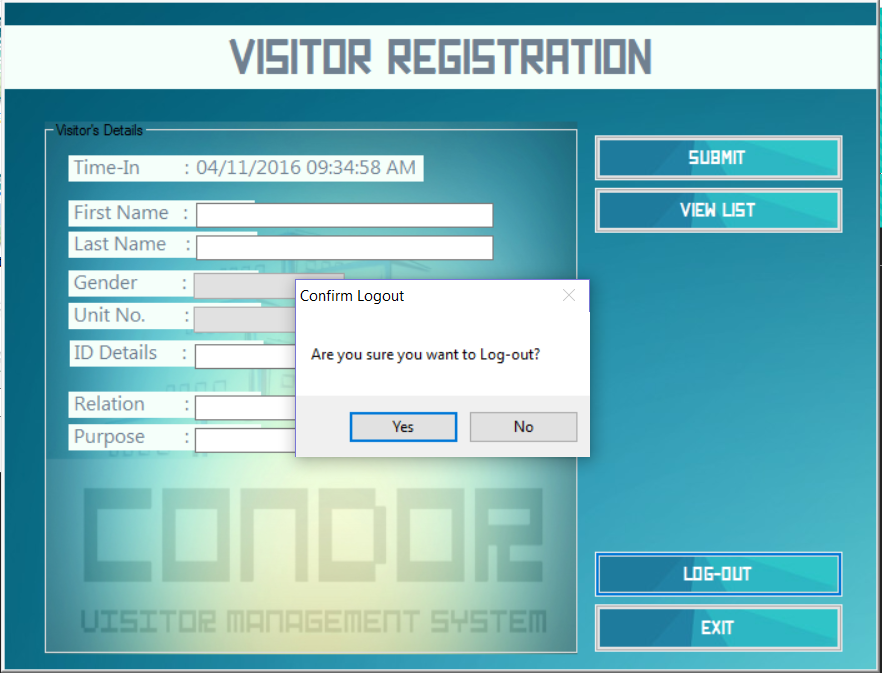 VISITOR REGISTRATION
Visitor's Details
Time-In : 04/11/2016 09:34:58 AM
First Name :
Last Name :
Gender :
Unit No. :
ID Details :
Relation :
Purpose :
CONDOR
VISITOR MANAGEMENT SYSTEM
Confirm Logout
Are you sure you want to Log-out?
Yes No
SUBMIT
VIEW LIST
LOG-OUT
EXIT